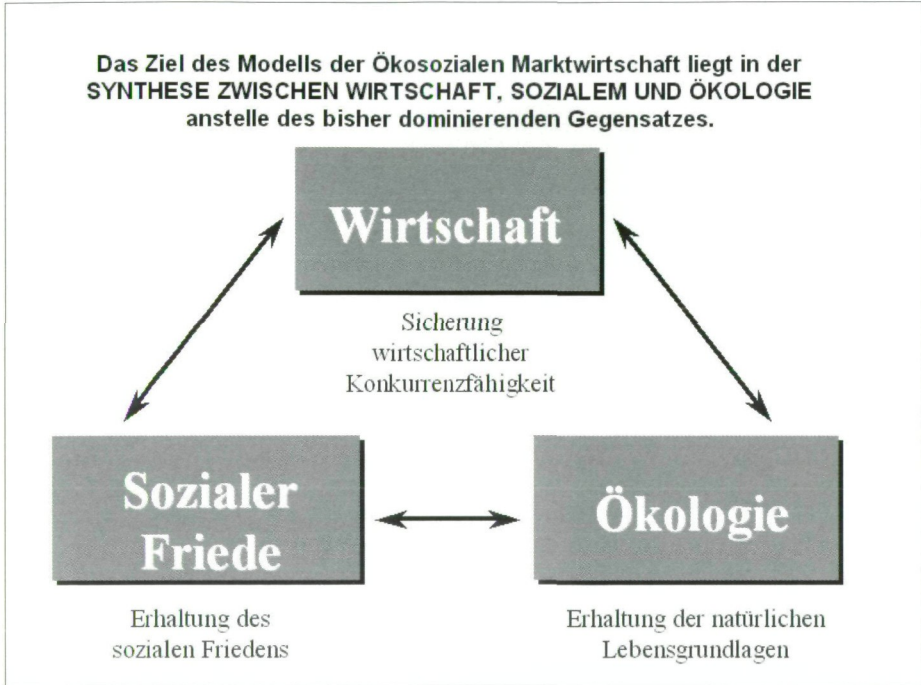 Das Ziel des Modells der Ökosozialen Marktwirtschaft liegt in der
SYNTHESE ZWISCHEN WIRTSCHAFT, SOZIALEM UND ÖKOLOGIE
anstelle des bisher dominierenden Gegensatzes.
Wirtschaft
Sicherung
wirtschaftlicher
Konkurrenzfähigkeit
Sozialer
Friede
Ökologie
Erhaltung des
sozialen Friedens
Erhaltung der natürlichen
Lebensgrundlagen